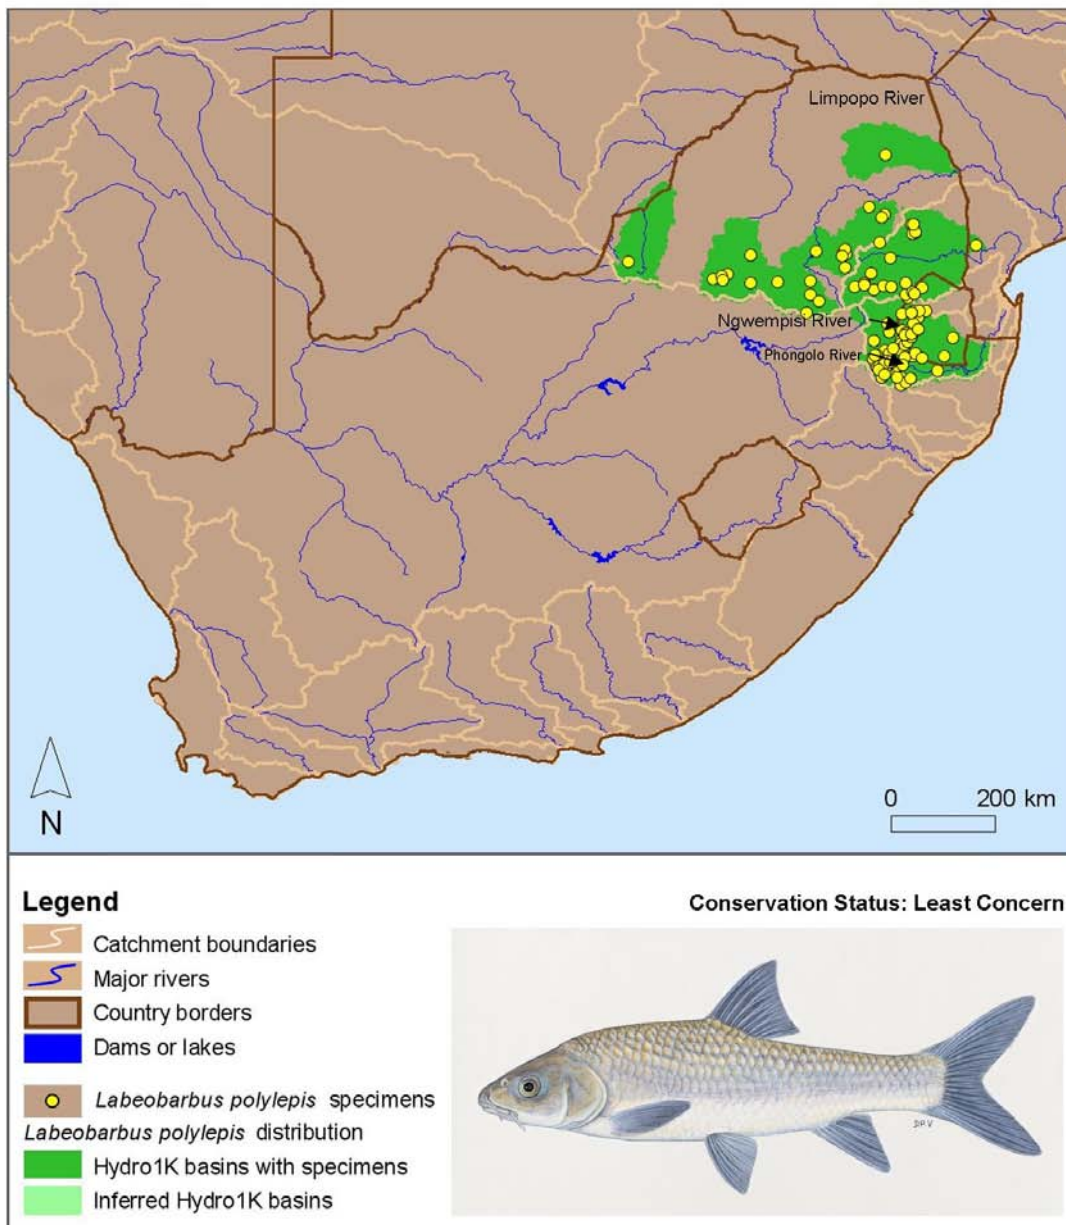 Limpopo River
Ngwempisi River
Phongolo River
N
0 200 km
Legend
Conservation Status: Least Concern
Catchment boundaries
Major rivers
Country borders
Dams or lakes
Labeobarbus polylepis specimens
Labeobarbus polylepis distribution
Hydro1K basins with specimens
Inferred Hydro1K basins